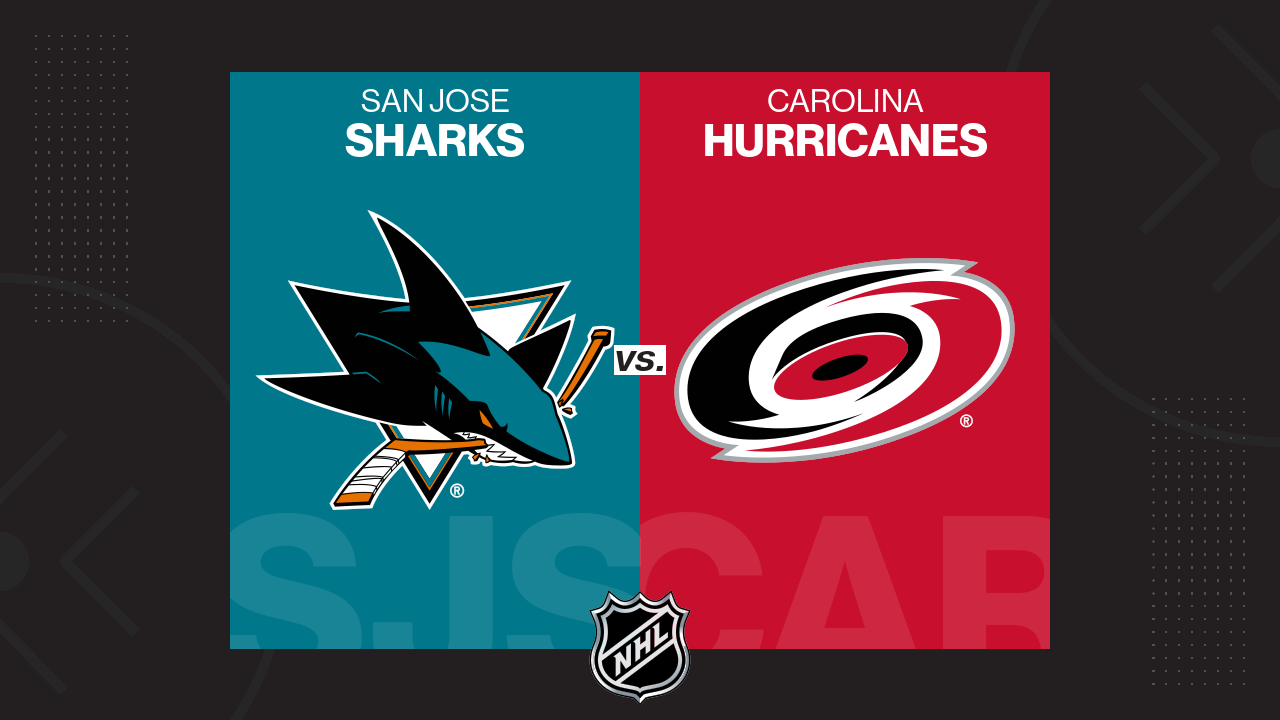 SAN JOSE
SHARKS
CAROLINA
HURRICANES
vs.
®
®
SJS
CAR
NHL